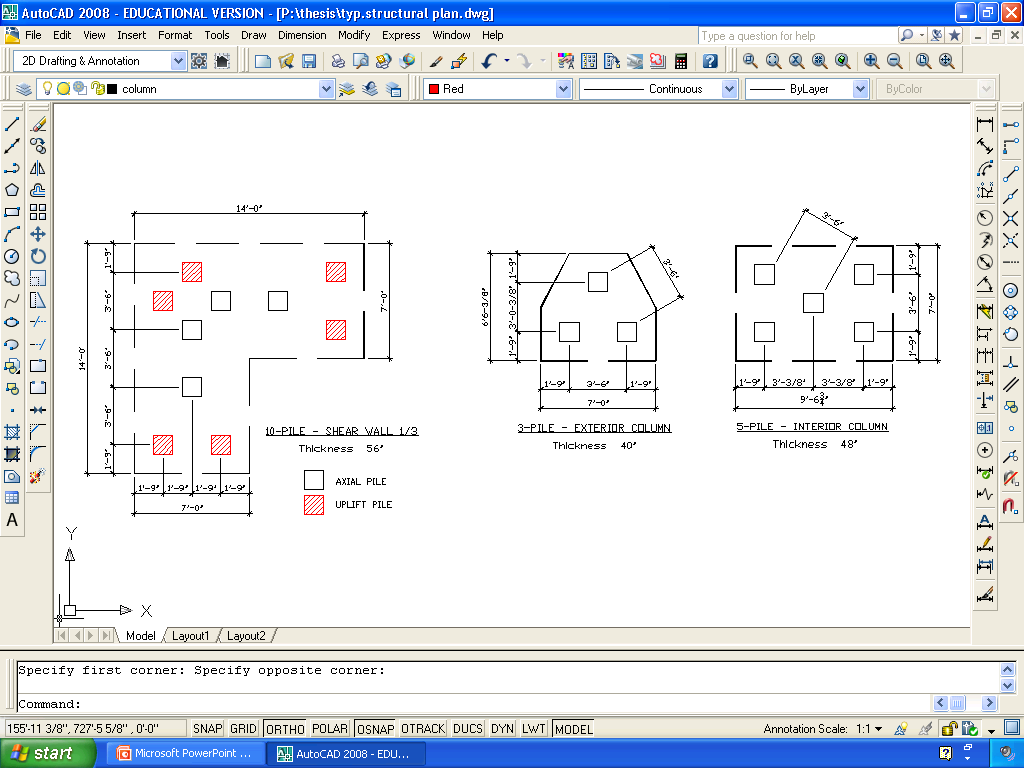 AutoCAD 2008 - EDUCATIONAL VERSION - [P:\thesis\typ.structural plan.dwg]
File Edit View Insert Format Tools Draw Dimension Modify Express Window Help
Type a question for help
2D Drafting & Annotation
column
Red
Continuous
ByLayer
ByColor
14'-0"
1'-9"
3'-6"
3'-6"
3'-6"
1'-9"
14'-0"
7'-0"
1'-9" 1'-9" 1'-9" 1'-9"
7'-0"
10-PILE - SHEAR WALL 1/3
Thickness 56"
AXIAL PILE
UPLIFT PILE
3'-6"
1'-9"
3'-0-3/8"
1'-9"
6'6-3/8"
1'-9" 3'-6" 1'-9"
7'-0"
3-PILE - EXTERIOR COLUMN
Thickness 40"
3'-6"
1'-9"
3'-6"
1'-9"
7'-0"
1'-9" 3'-3/8" 3'-3/8" 1'-9"
5-PILE - INTERIOR COLUMN
Thickness 48"
Y
X
A
A
Model Layout1 Layout2
Specify first corner: Specify opposite corner:
Command:
155'-11 3/8", 727'-5 5/8" , 0'-0"
SNAP GRID ORTHO POLAR OSNAP OTRACK DUCS DYN LWT MODEL
Annotation Scale: 1:1
start
Microsoft PowerPoint ...
AutoCAD 2008 - EDU...